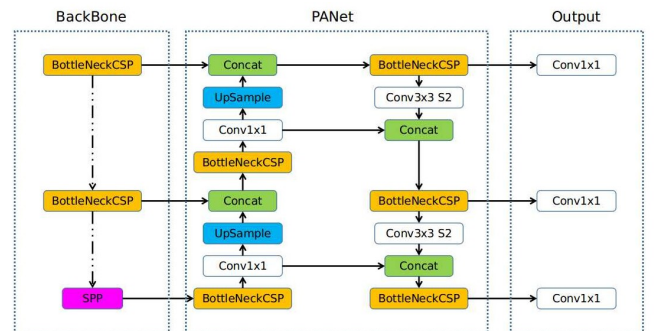 BackBone PANet Output
BottleNeckCSP Concat BottleNeckCSP Conv1x1
UpSample Conv3x3 S2
Conv1x1 Concat
BottleNeckCSP
BottleNeckCSP Concat BottleNeckCSP Conv1x1
UpSample Conv3x3 S2
Conv1x1 Concat
SPP BottleNeckCSP BottleNeckCSP Conv1x1